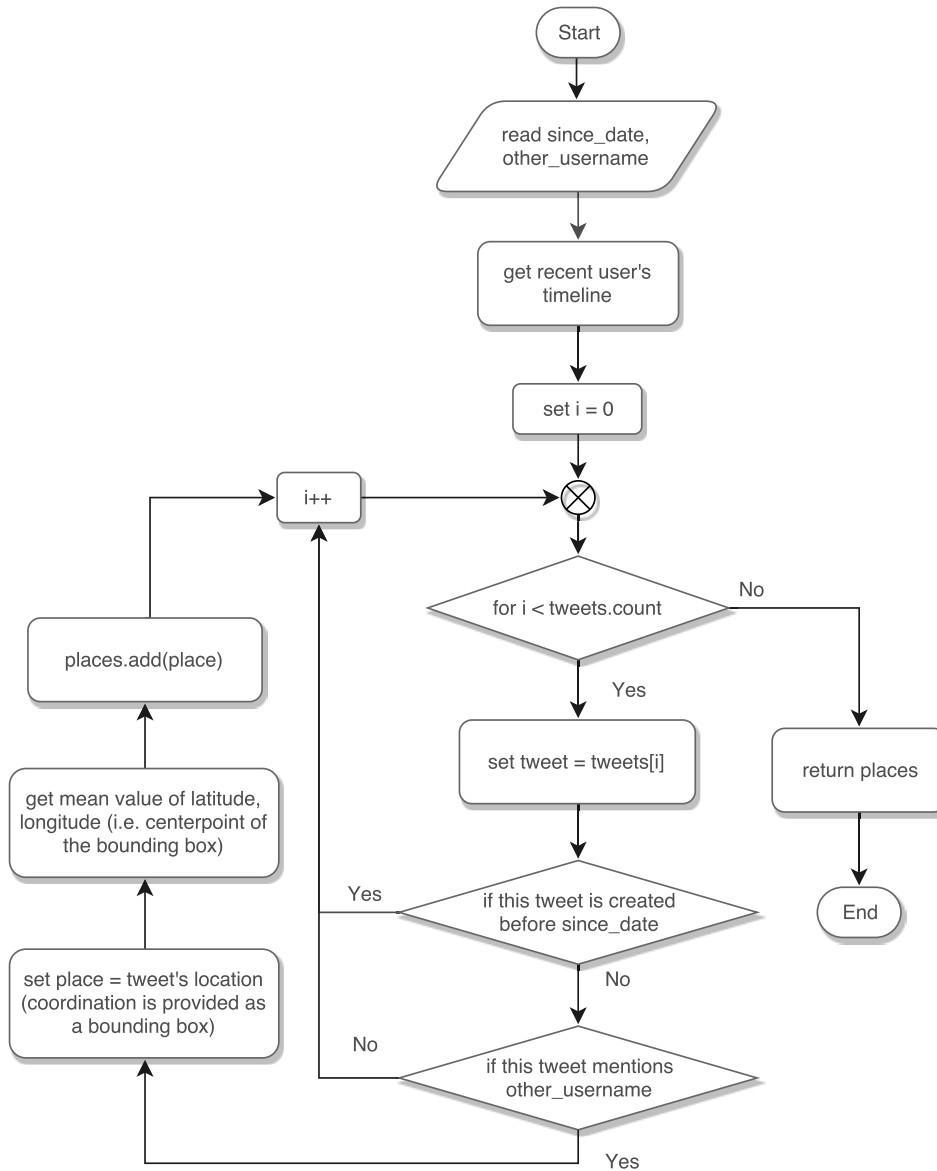 Start
read since_date,
other_username
get recent user's
timeline
set i = 0
i++
for i < tweets.count
No
Yes
places.add(place)
set tweet = tweets[i]
return places
get mean value of latitude,
longitude (i.e. centerpoint of
the bounding box)
Yes
if this tweet is created
before since_date
End
No
set place = tweet's location
(coordination is provided as
a bounding box)
No
if this tweet mentions
other_username
Yes